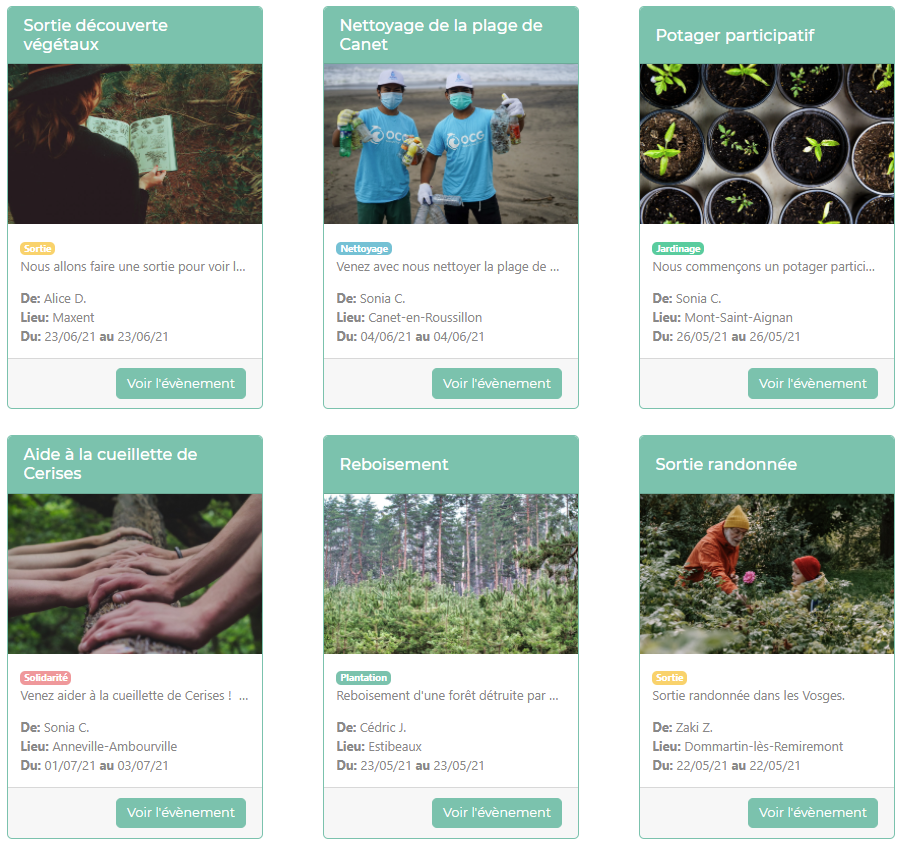 Sortie découverte
végétaux
Sortie
Nous allons faire une sortie pour voir l...
De: Alice D.
Lieu: Maxent
Du: 23/06/21 au 23/06/21
Voir l'évènement
Nettoyage de la plage de
Canet
OCG
OCG
Nettoyage
Venez avec nous nettoyer la plage de ...
De: Sonia C.
Lieu: Canet-en-Roussillon
Du: 04/06/21 au 04/06/21
Voir l'évènement
Potager participatif
Jardinage
Nous commençons un potager partici...
De: Sonia C.
Lieu: Mont-Saint-Aignan
Du: 26/05/21 au 26/05/21
Voir l'évènement
Aide à la cueillette de
Cerises
Solidarité
Venez aider à la cueillette de Cerises ! ...
De: Sonia C.
Lieu: Anneville-Ambourville
Du: 01/07/21 au 03/07/21
Voir l'évènement
Reboisement
Plantation
Reboisement d'une forêt détruite par ...
De: Cédric J.
Lieu: Estibeaux
Du: 23/05/21 au 23/05/21
Voir l'évènement
Sortie randonnée
Sortie
Sortie randonnée dans les Vosges.
De: Zaki Z.
Lieu: Dommartin-lès-Remiremont
Du: 22/05/21 au 22/05/21
Voir l'évènement